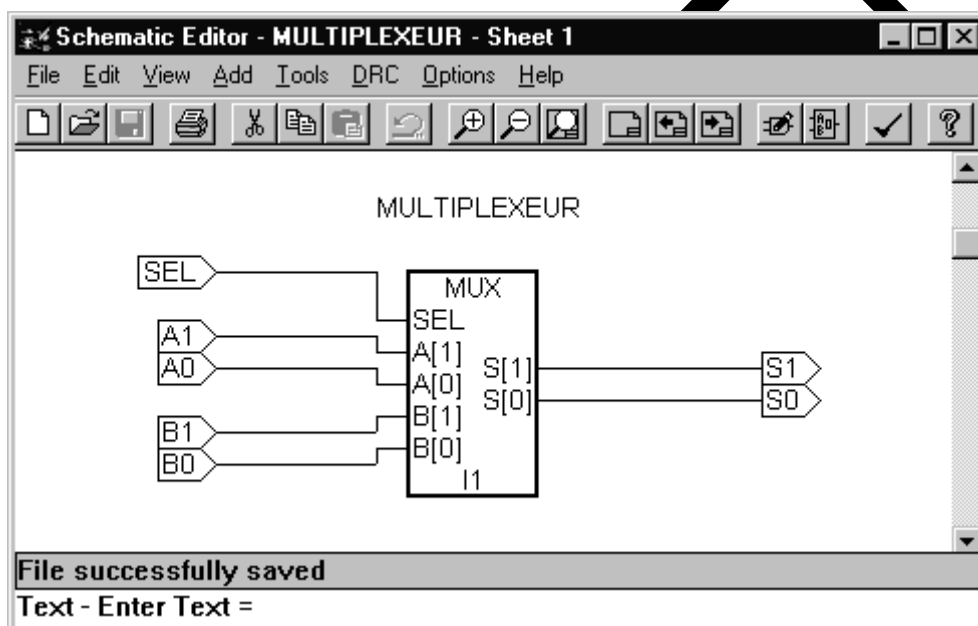 Schematic Editor - MULTIPLEXEUR - Sheet 1
File Edit View Add Tools DRC Options Help
MULTIPLEXEUR
SEL
A1
A0
B1
B0
MUX
SEL
A[1]
A[0]
B[1]
B[0]
S[1]
S[0]
I1
S1
S0
File successfully saved
Text - Enter Text =